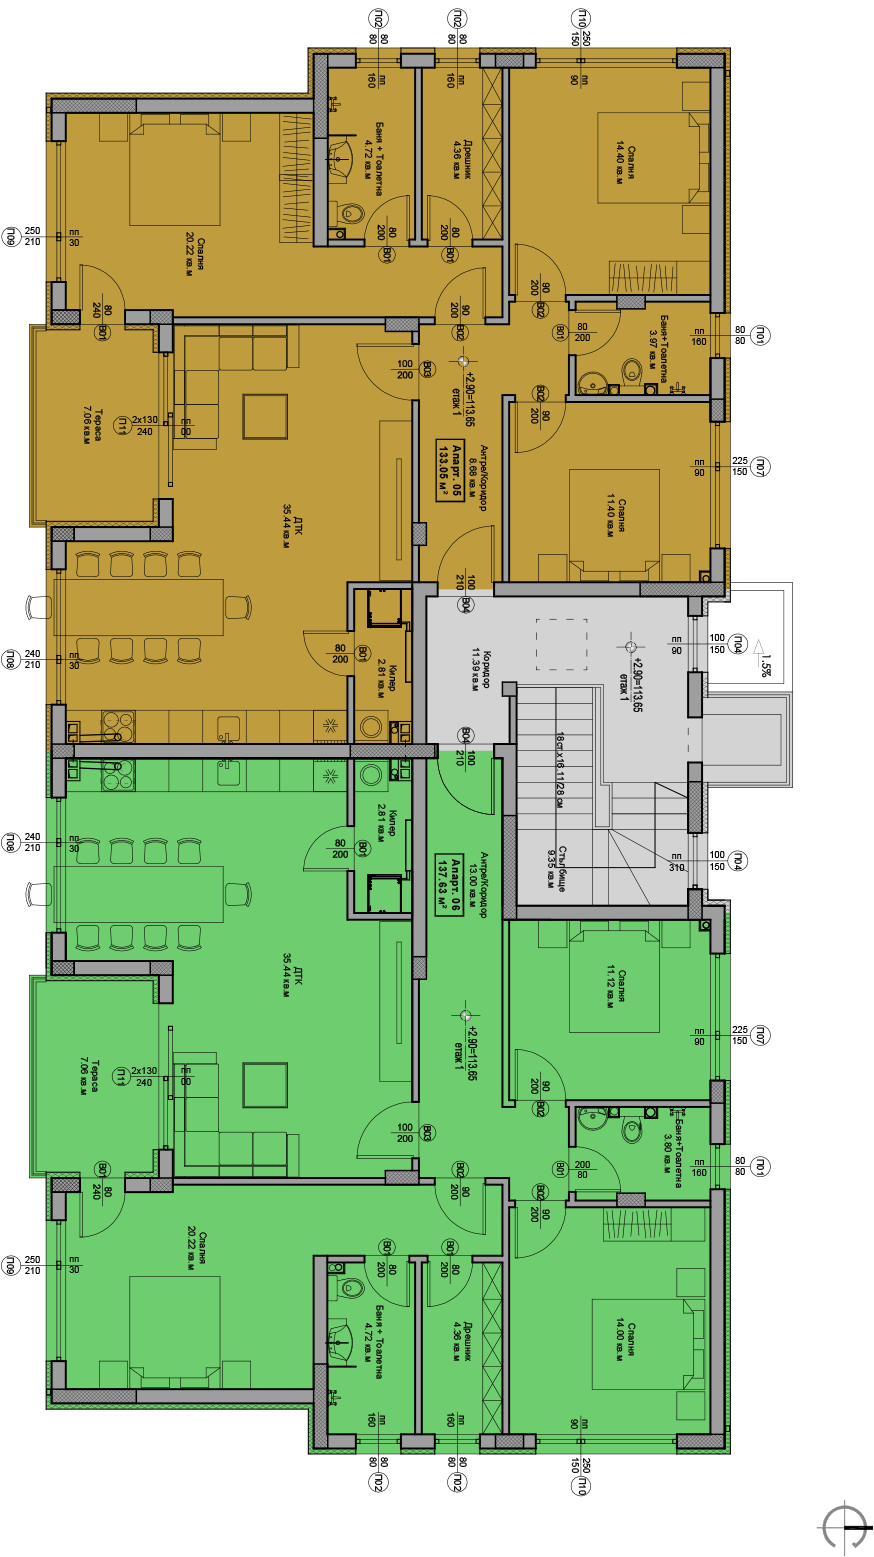 П02
80
80
пп
160
П02
80
80
пп
160
П10
250
150
пп
90
Баня + Тоалетна
4.72 кв.м
Дрешник
4.36 кв.м
Спалня
14.40 кв.м
Спалня
20.22 кв.м
П09
250
210
пп
30
80
200
В01
80
200
В01
90
200
В02
90
200
В02
80
240
В01
Баня+Тоалетна
3.97 кв.м
В01
80
200
П01
80
80
пп
160
Тераса
7.06 кв.м
П11
2x130
240
пп
00
100
200
В03
+2.90=113.65
етаж 1
В02
90
200
Антре/Коридор
8.68 кв.м
Апарт. 05
133.05 м²
Спалня
11.40 кв.м
П07
225
150
пп
90
ДТК
35.44 кв.м
100
210
В04
П08
240
210
пп
30
80
200
В01
Килер
2.81 кв.м
Коридор
11.39 кв.м
+2.90=113.65
етаж 1
П04
100
150
пп
90
1.5%
В04
100
210
18ст.х16.11/28 см
Стълбище
9.35 кв.м
П04
100
150
пп
310
П08
240
210
пп
30
80
200
В01
Килер
2.81 кв.м
Антре/Коридор
13.00 кв.м
Апарт. 06
137.63 м²
ДТК
35.44 кв.м
Спалня
11.12 кв.м
+2.90=113.65
етаж 1
П07
225
150
пп
90
Тераса
7.06 кв.м
П11
2x130
240
пп
00
100
200
В03
90
200
В02
Баня+Тоалетна
3.80 кв.м
В01
200
80
П01
80
80
пп
160
В01
80
240
В02
90
200
В02
90
200
Спалня
20.22 кв.м
П09
250
210
пп
30
В01
80
200
В01
80
200
Баня + Тоалетна
4.72 кв.м
Дрешник
4.36 кв.м
Спалня
14.00 кв.м
пп
160
80
80
П02
пп
160
80
80
П02
пп
90
250
150
П10